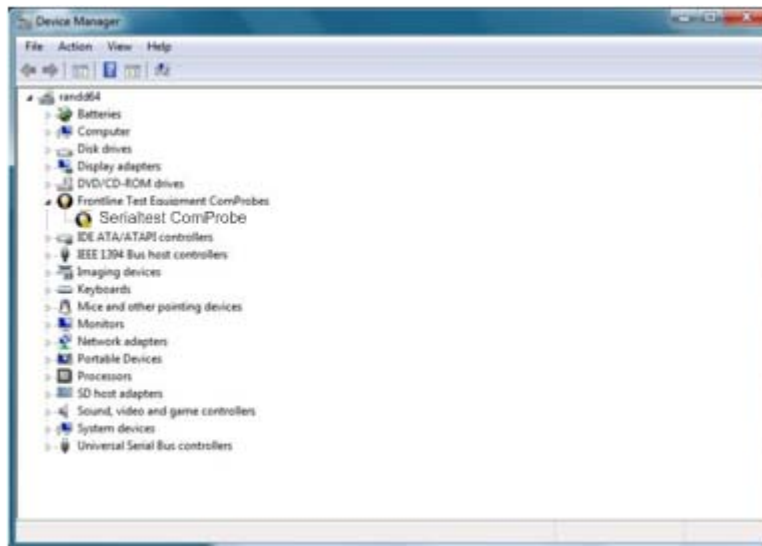 Device Manager
File Action View Help
randd64
Batteries
Computer
Disk drives
Display adapters
DVD/CD-ROM drives
Frontline Test Equipment ComProbes
Serialtest ComProbe
IDE ATA/ATAPI controllers
IEEE 1394 Bus host controllers
Imaging devices
Keyboards
Mice and other pointing devices
Monitors
Network adapters
Portable Devices
Processors
SD host adapters
Sound, video and game controllers
System devices
Universal Serial Bus controllers